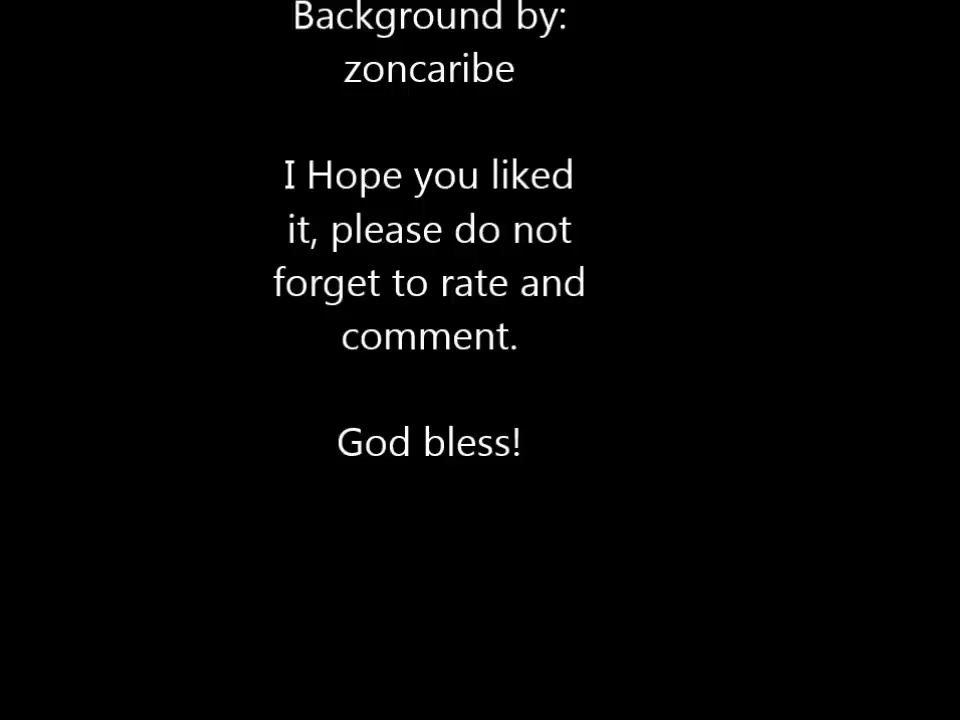 Background by:
zoncaribe
I Hope you liked
it, please do not
forget to rate and
comment.
God bless!